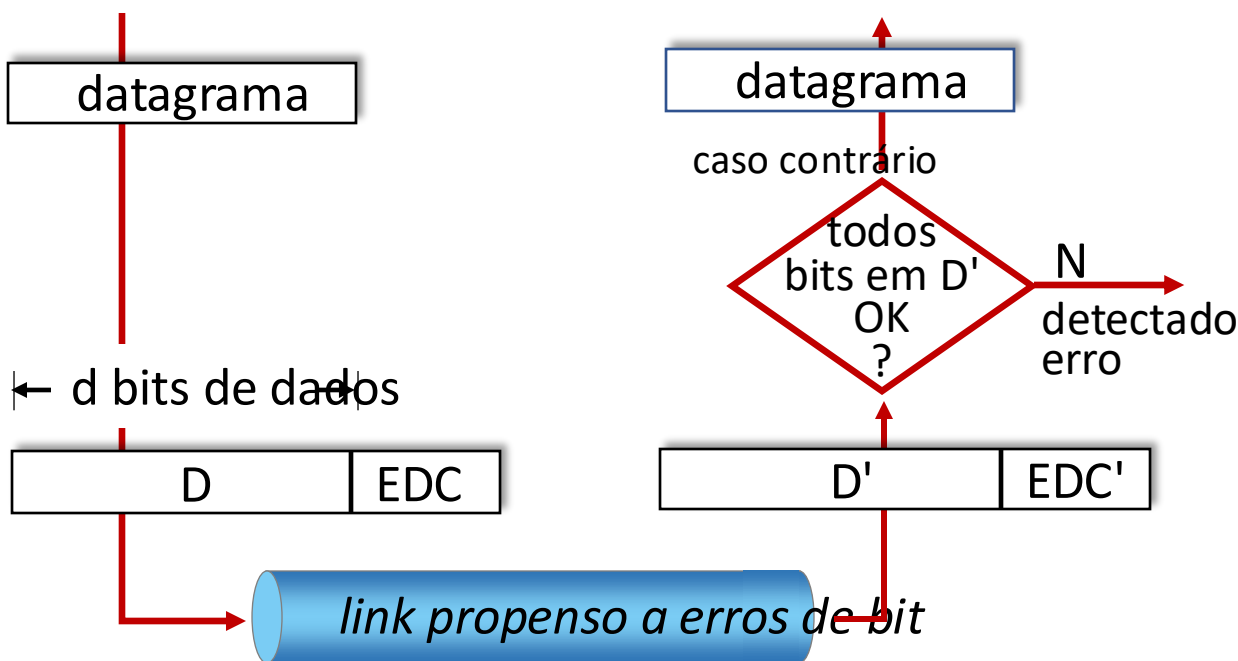 datagrama
datagrama
caso contrário
todos
bits em D'
OK
?
N
detectado
erro
d bits de dados
D
EDC
D'
EDC'
link propenso a erros de bit